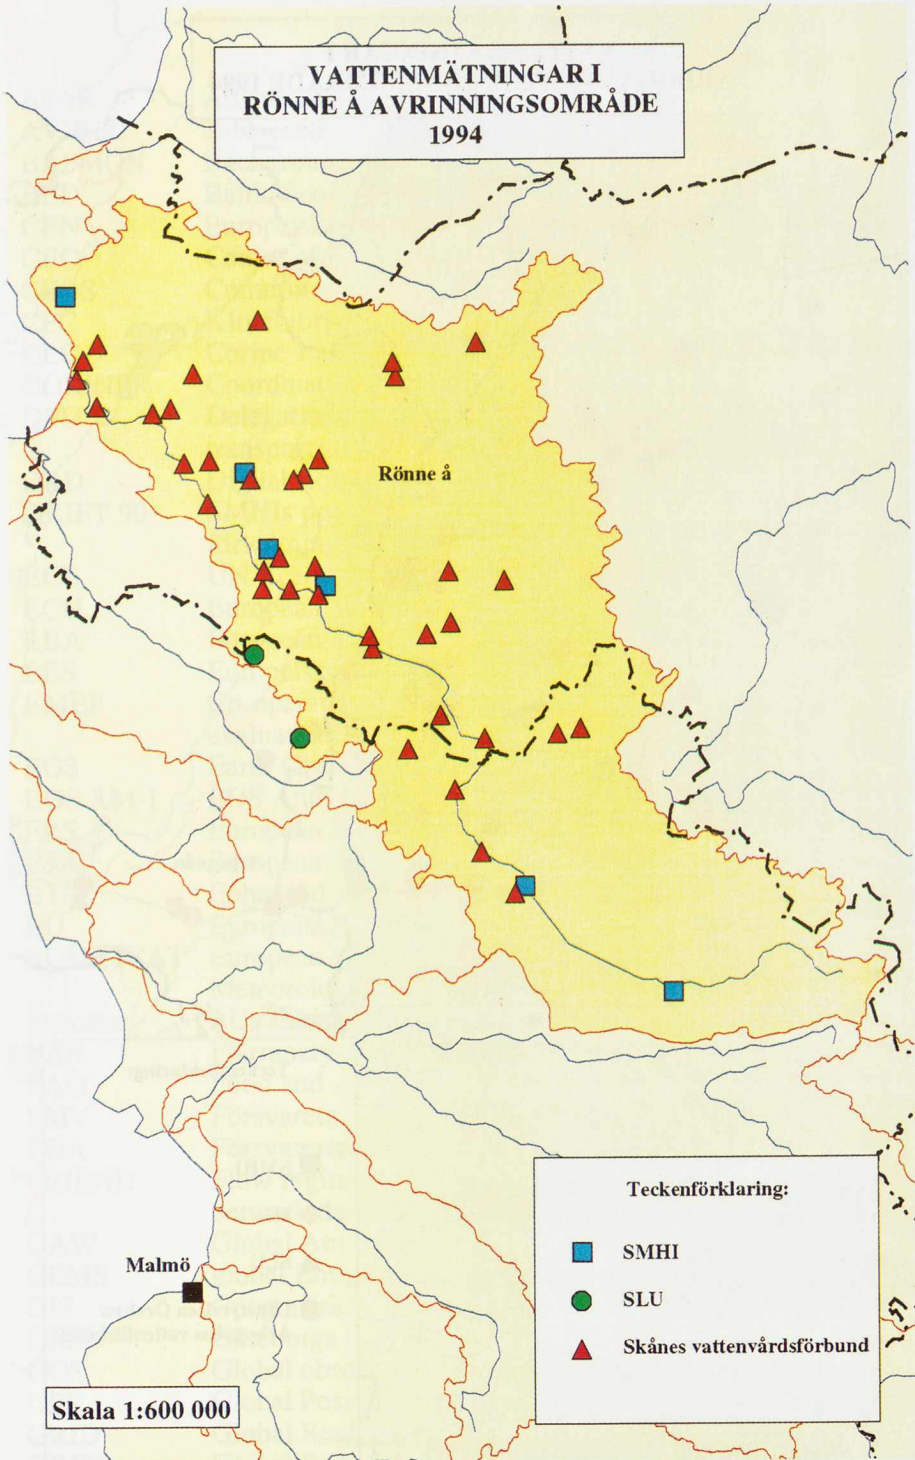 VATTENMÄTNINGAR I
RÖNNE Å AVRINNINGSOMRÅDE
1994
Rönne å
Malmö
Teckenförklaring:
SMHI
SLU
Skånes vattenvårdsförbund
Skala 1:600 000